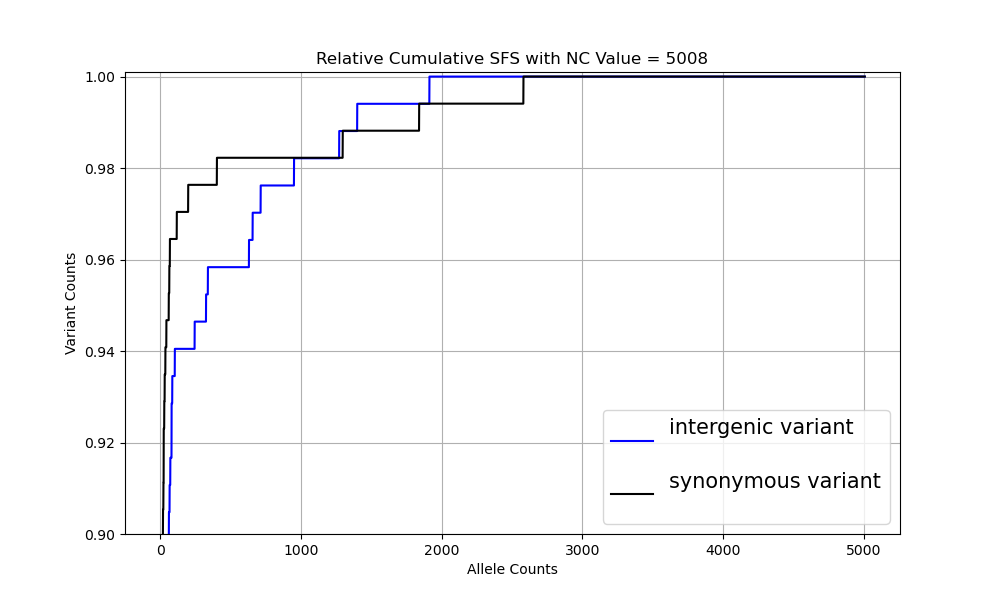 Relative Cumulative SFS with NC Value = 5008
Variant Counts
1.00
0.98
0.96
0.94
0.92
0.90
intergenic variant
synonymous variant
0 1000 2000 3000 4000 5000
Allele Counts